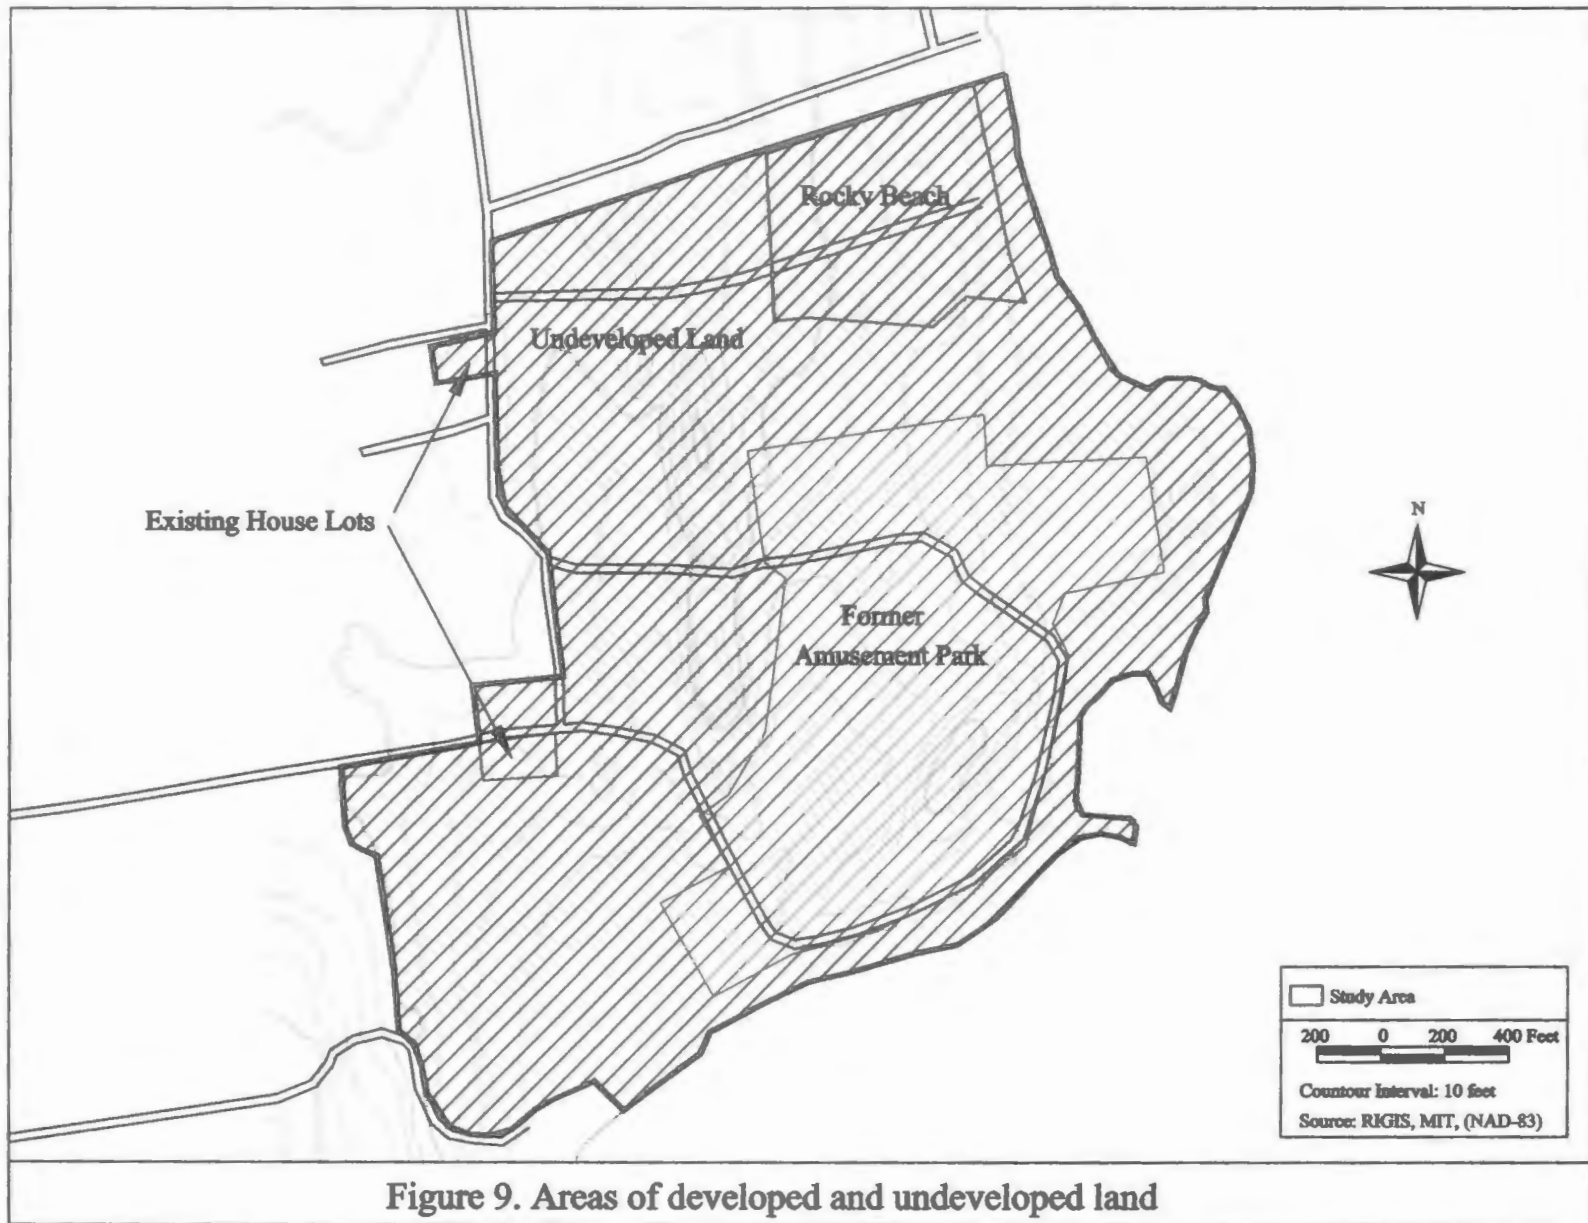 Rocky Beach
Undeveloped Land
Existing House Lots
N
Former
Amusement Park
Study Area
200 0 200 400 Feet
Countour Interval: 10 feet
Source: RIGIS, MIT, (NAD-83)
Figure 9. Areas of developed and undeveloped land